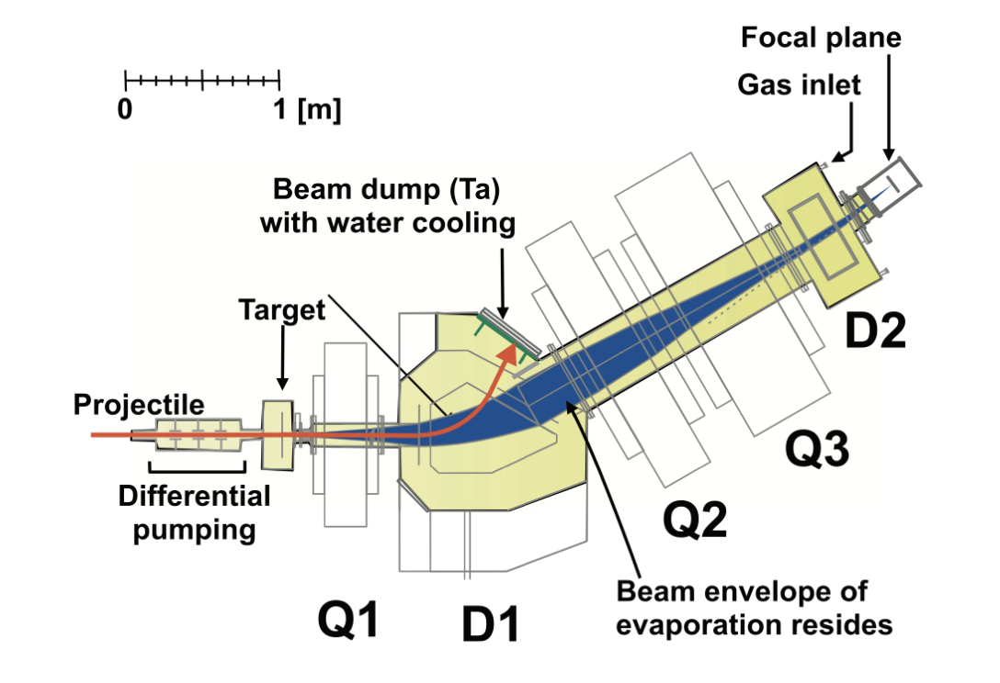 Focal plane
Gas inlet
0 1 [m]
Beam dump (Ta)
with water cooling
Target
D2
Projectile
Q3
Differential
pumping
Q2
Beam envelope of
evaporation resides
Q1
D1